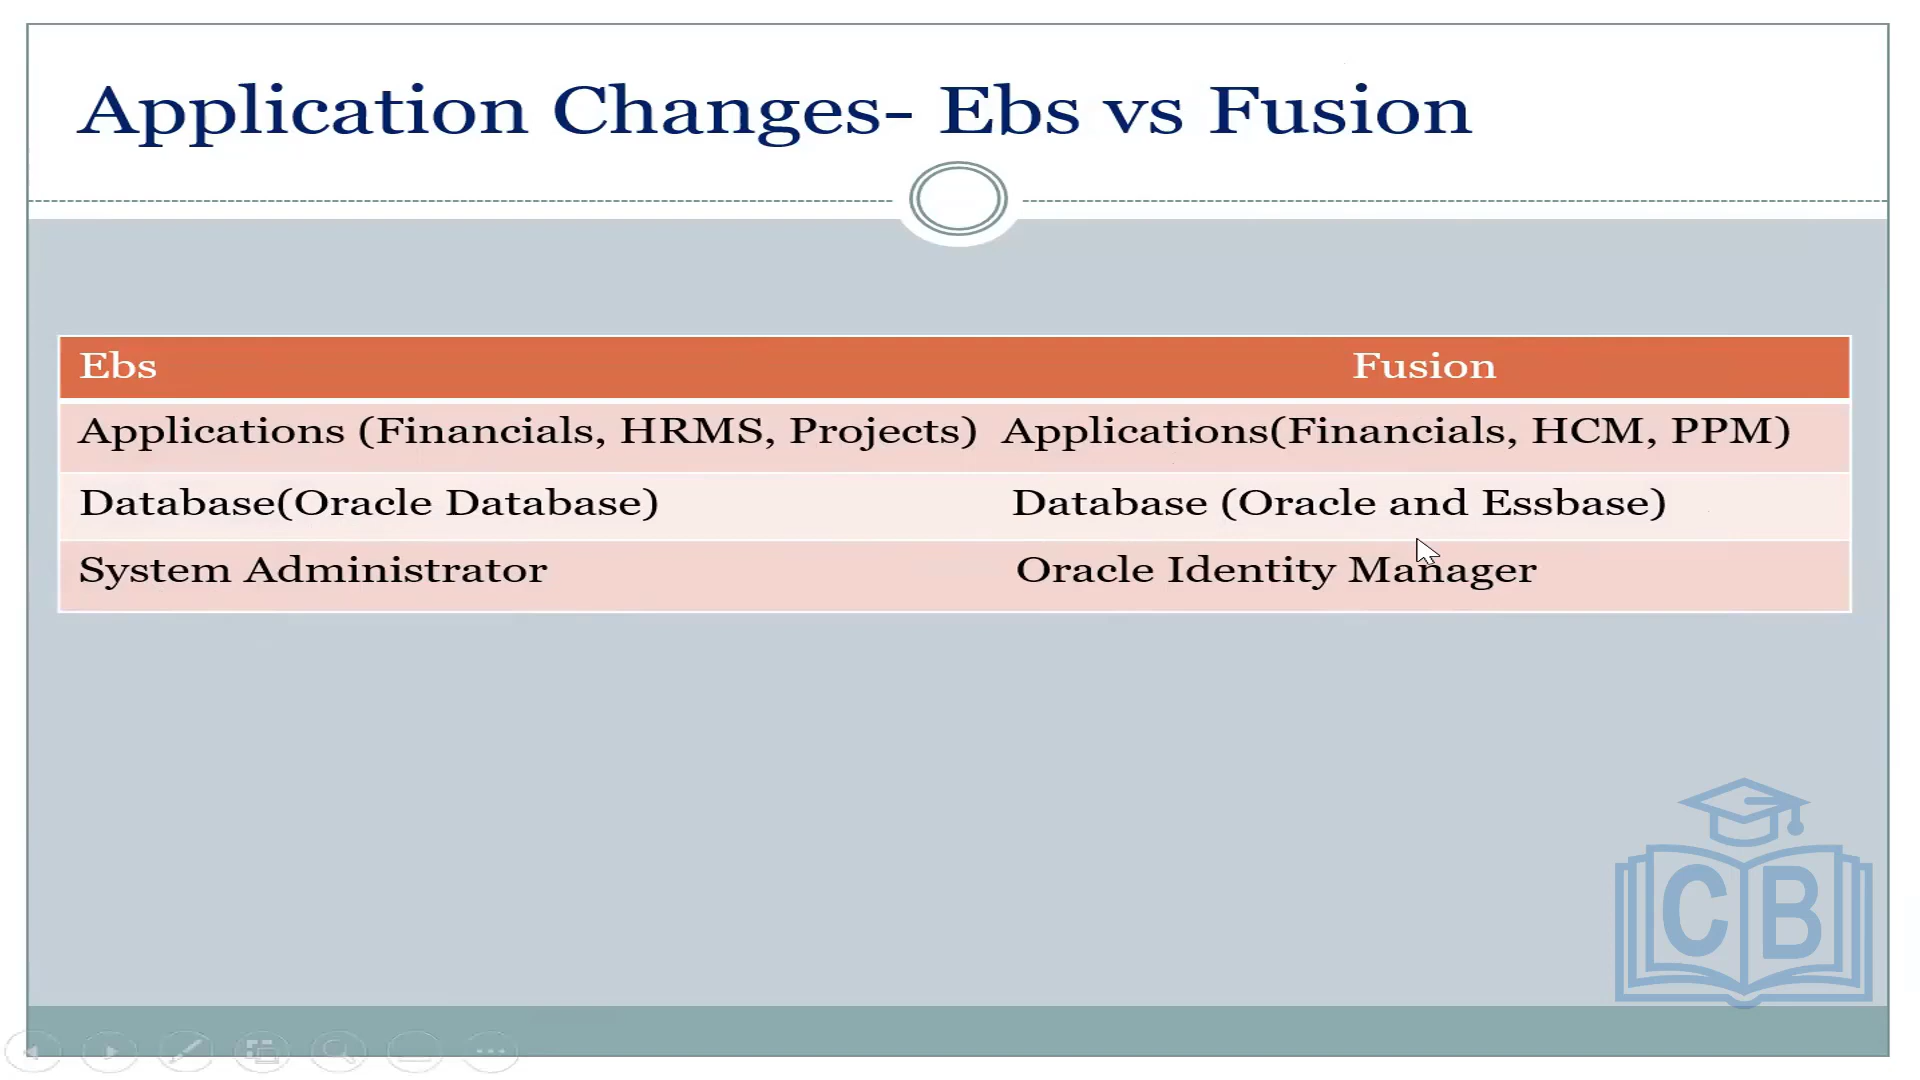 Application Changes- Ebs vs Fusion
Ebs Fusion
Applications (Financials, HRMS, Projects) Applications(Financials, HCM, PPM)
Database(Oracle Database) Database (Oracle and Essbase)
System Administrator Oracle Identity Manager
CB